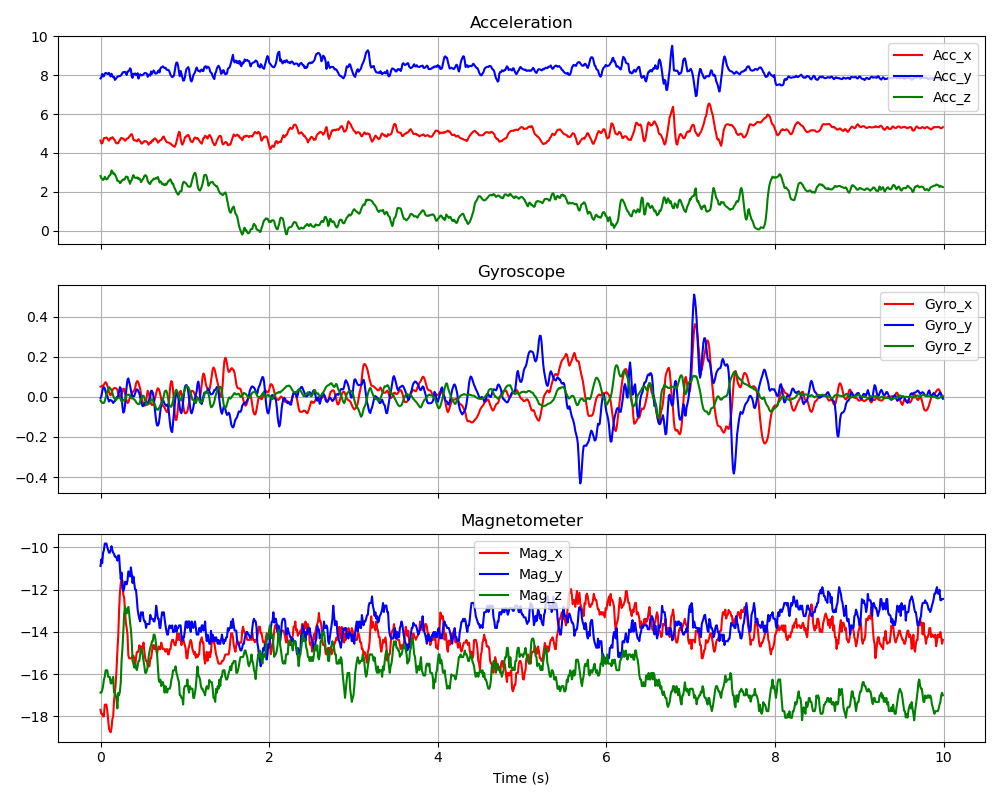 Acceleration
10
8
6
4
2
0
Acc_x
Acc_y
Acc_z
Gyroscope
0.4
0.2
0.0
−0.2
−0.4
Gyro_x
Gyro_y
Gyro_z
Magnetometer
−10
−12
−14
−16
−18
Mag_x
Mag_y
Mag_z
0 2 4 6 8 10
Time (s)